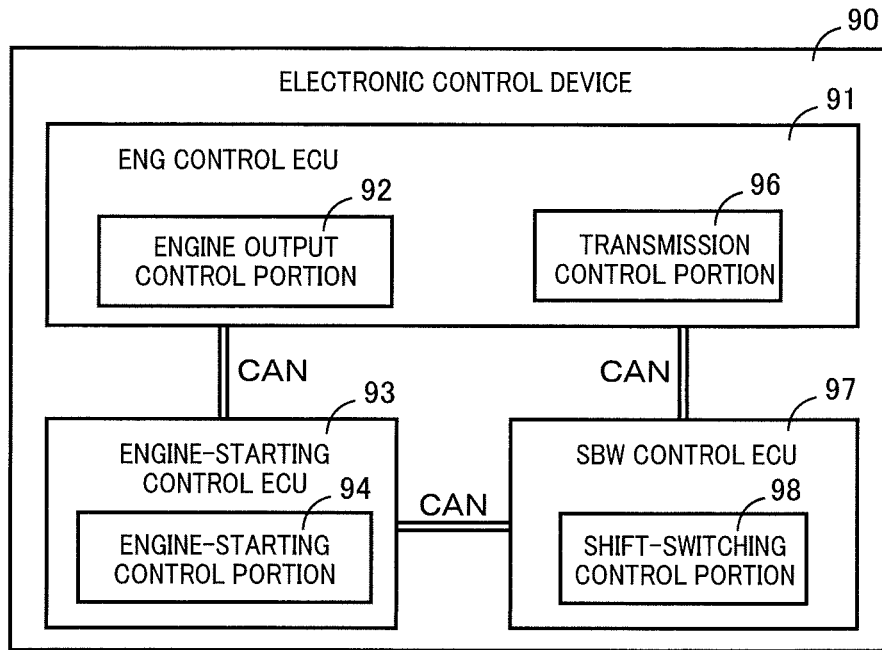 90
ELECTRONIC CONTROL DEVICE
91
ENG CONTROL ECU
92
ENGINE OUTPUT
CONTROL PORTION
96
TRANSMISSION
CONTROL PORTION
CAN
CAN
93
ENGINE-STARTING
CONTROL ECU
94
ENGINE-STARTING
CONTROL PORTION
CAN
97
SBW CONTROL ECU
98
SHIFT-SWITCHING
CONTROL PORTION